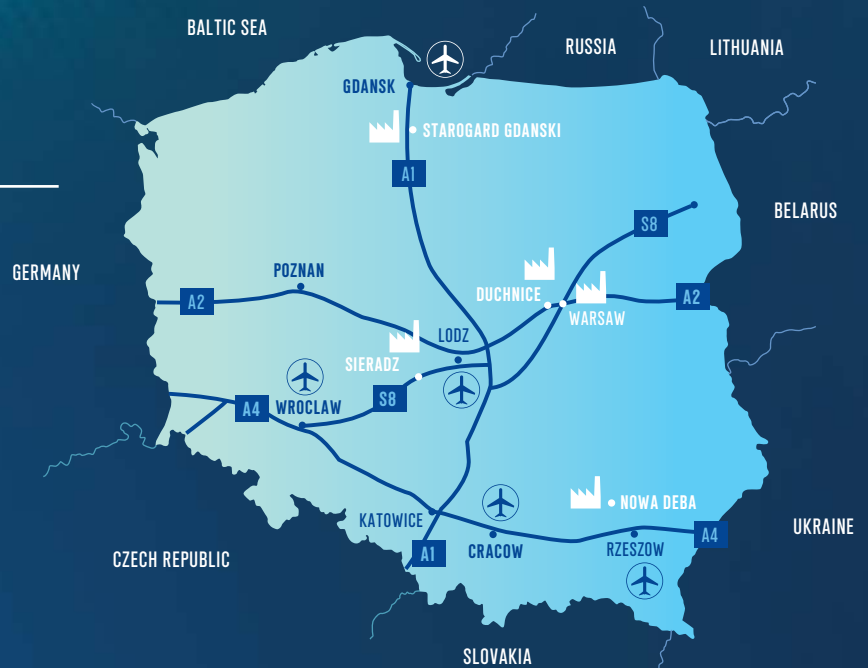 BALTIC SEA
RUSSIA
LITHUANIA
GDANSK
STAROGARD GDANSKI
A1
BELARUS
S8
GERMANY
POZNAN
A2
DUCHNICE
A2
WARSAW
LODZ
SIERADZ
S8
A4
WROCLAW
NOWA DEBA
KATOWICE
UKRAINE
A4
A1
CRACOW
RZESZOW
CZECH REPUBLIC
SLOVAKIA